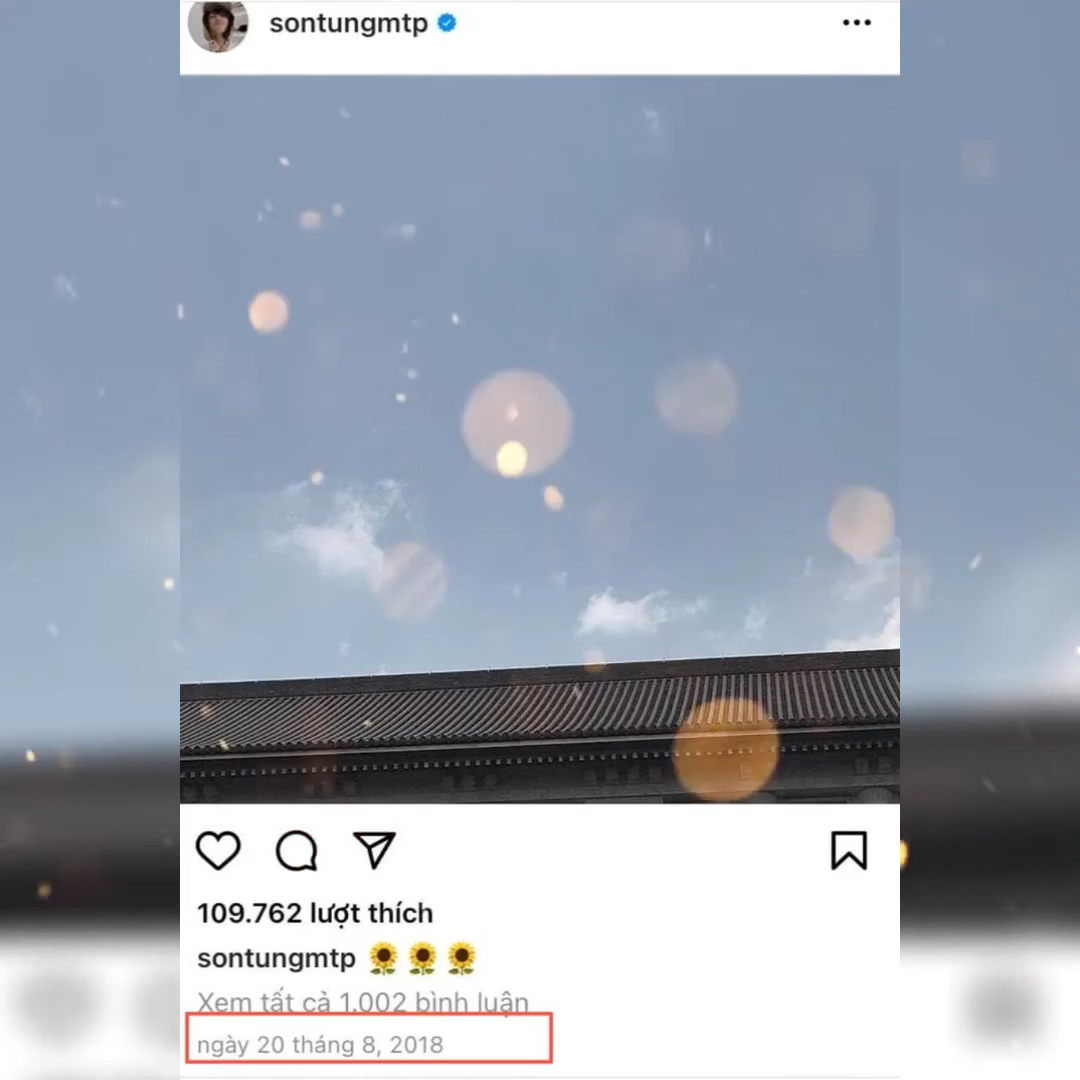 sontungmtp
109.762 lượt thích
sontungmtp 🌻🌻🌻
Xem tất cả 1.002 bình luận
ngày 20 tháng 8, 2018